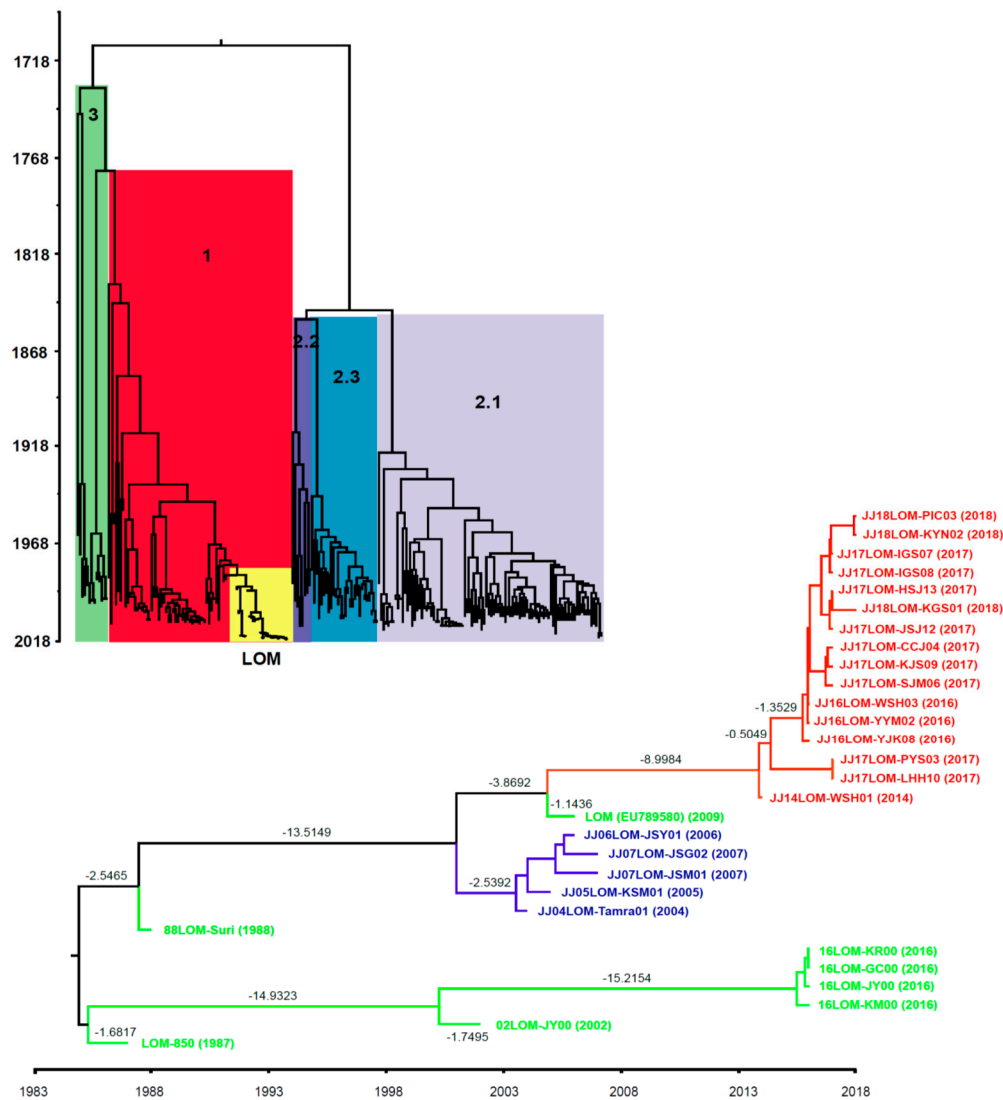 1718
3
1768
1
1818
2.2
1868
2.3
2.1
1918
1968
2018
LOM
JJ18LOM-PIC03 (2018)
JJ18LOM-KYN02 (2018)
JJ17LOM-IGS07 (2017)
JJ17LOM-IGS08 (2017)
JJ17LOM-HSJ13 (2017)
JJ18LOM-KGS01 (2018)
JJ17LOM-JSJ12 (2017)
JJ17LOM-CCJ04 (2017)
JJ17LOM-KJS09 (2017)
JJ17LOM-SJM06 (2017)
-1.3529
JJ16LOM-WSH03 (2016)
JJ16LOM-YYM02 (2016)
-0.5049
JJ16LOM-YJK08 (2016)
-8.9984
JJ17LOM-PYS03 (2017)
JJ17LOM-LHH10 (2017)
-3.8692
JJ14LOM-WSH01 (2014)
-1.1436
LOM (EU789580) (2009)
-13.5149
JJ06LOM-JSY01 (2006)
JJ07LOM-JSG02 (2007)
-2.5465
JJ07LOM-JSM01 (2007)
-2.5392
JJ05LOM-KSM01 (2005)
JJ04LOM-Tamra01 (2004)
88LOM-Suri (1988)
16LOM-KR00 (2016)
16LOM-GC00 (2016)
-15.2154
16LOM-JY00 (2016)
-14.9323
16LOM-KM00 (2016)
02LOM-JY00 (2002)
-1.6817
-1.7495
LOM-850 (1987)
1983 1988 1993 1998 2003 2008 2013 2018